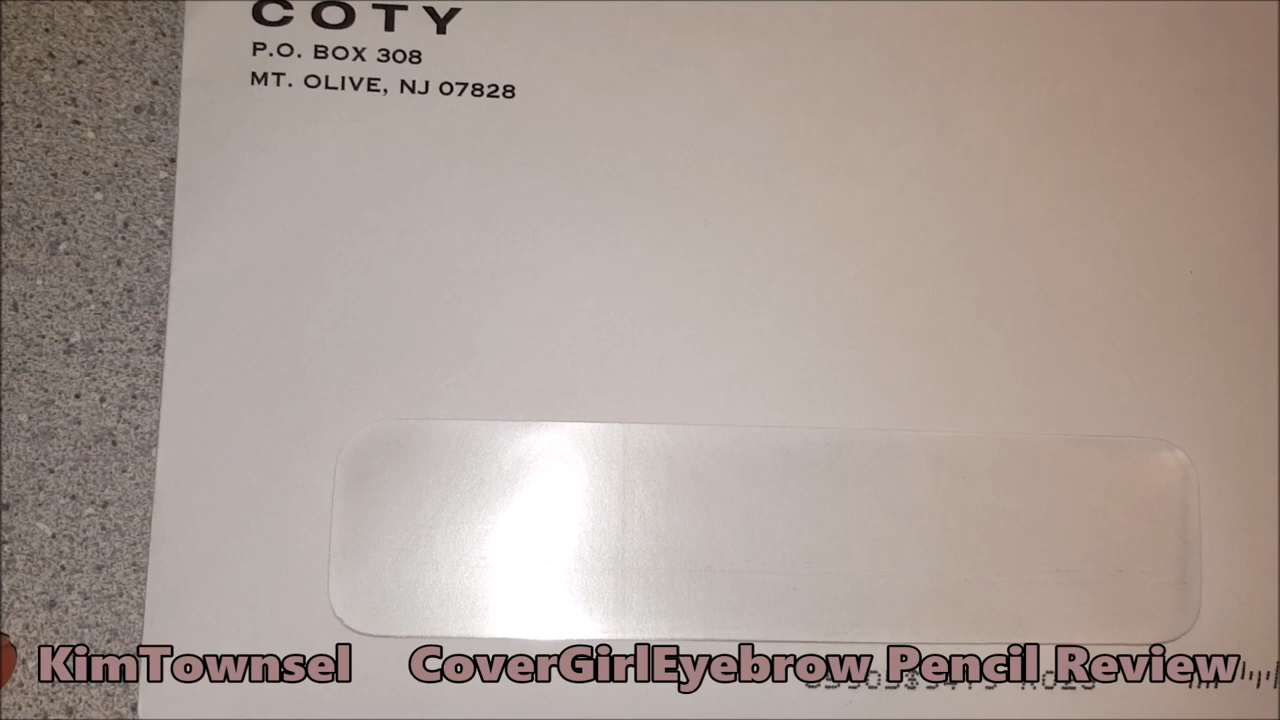 COTY
P.O. BOX 308
MT. OLIVE, NJ 07828
KimTownsel CoverGirlEyebrow Pencil Review